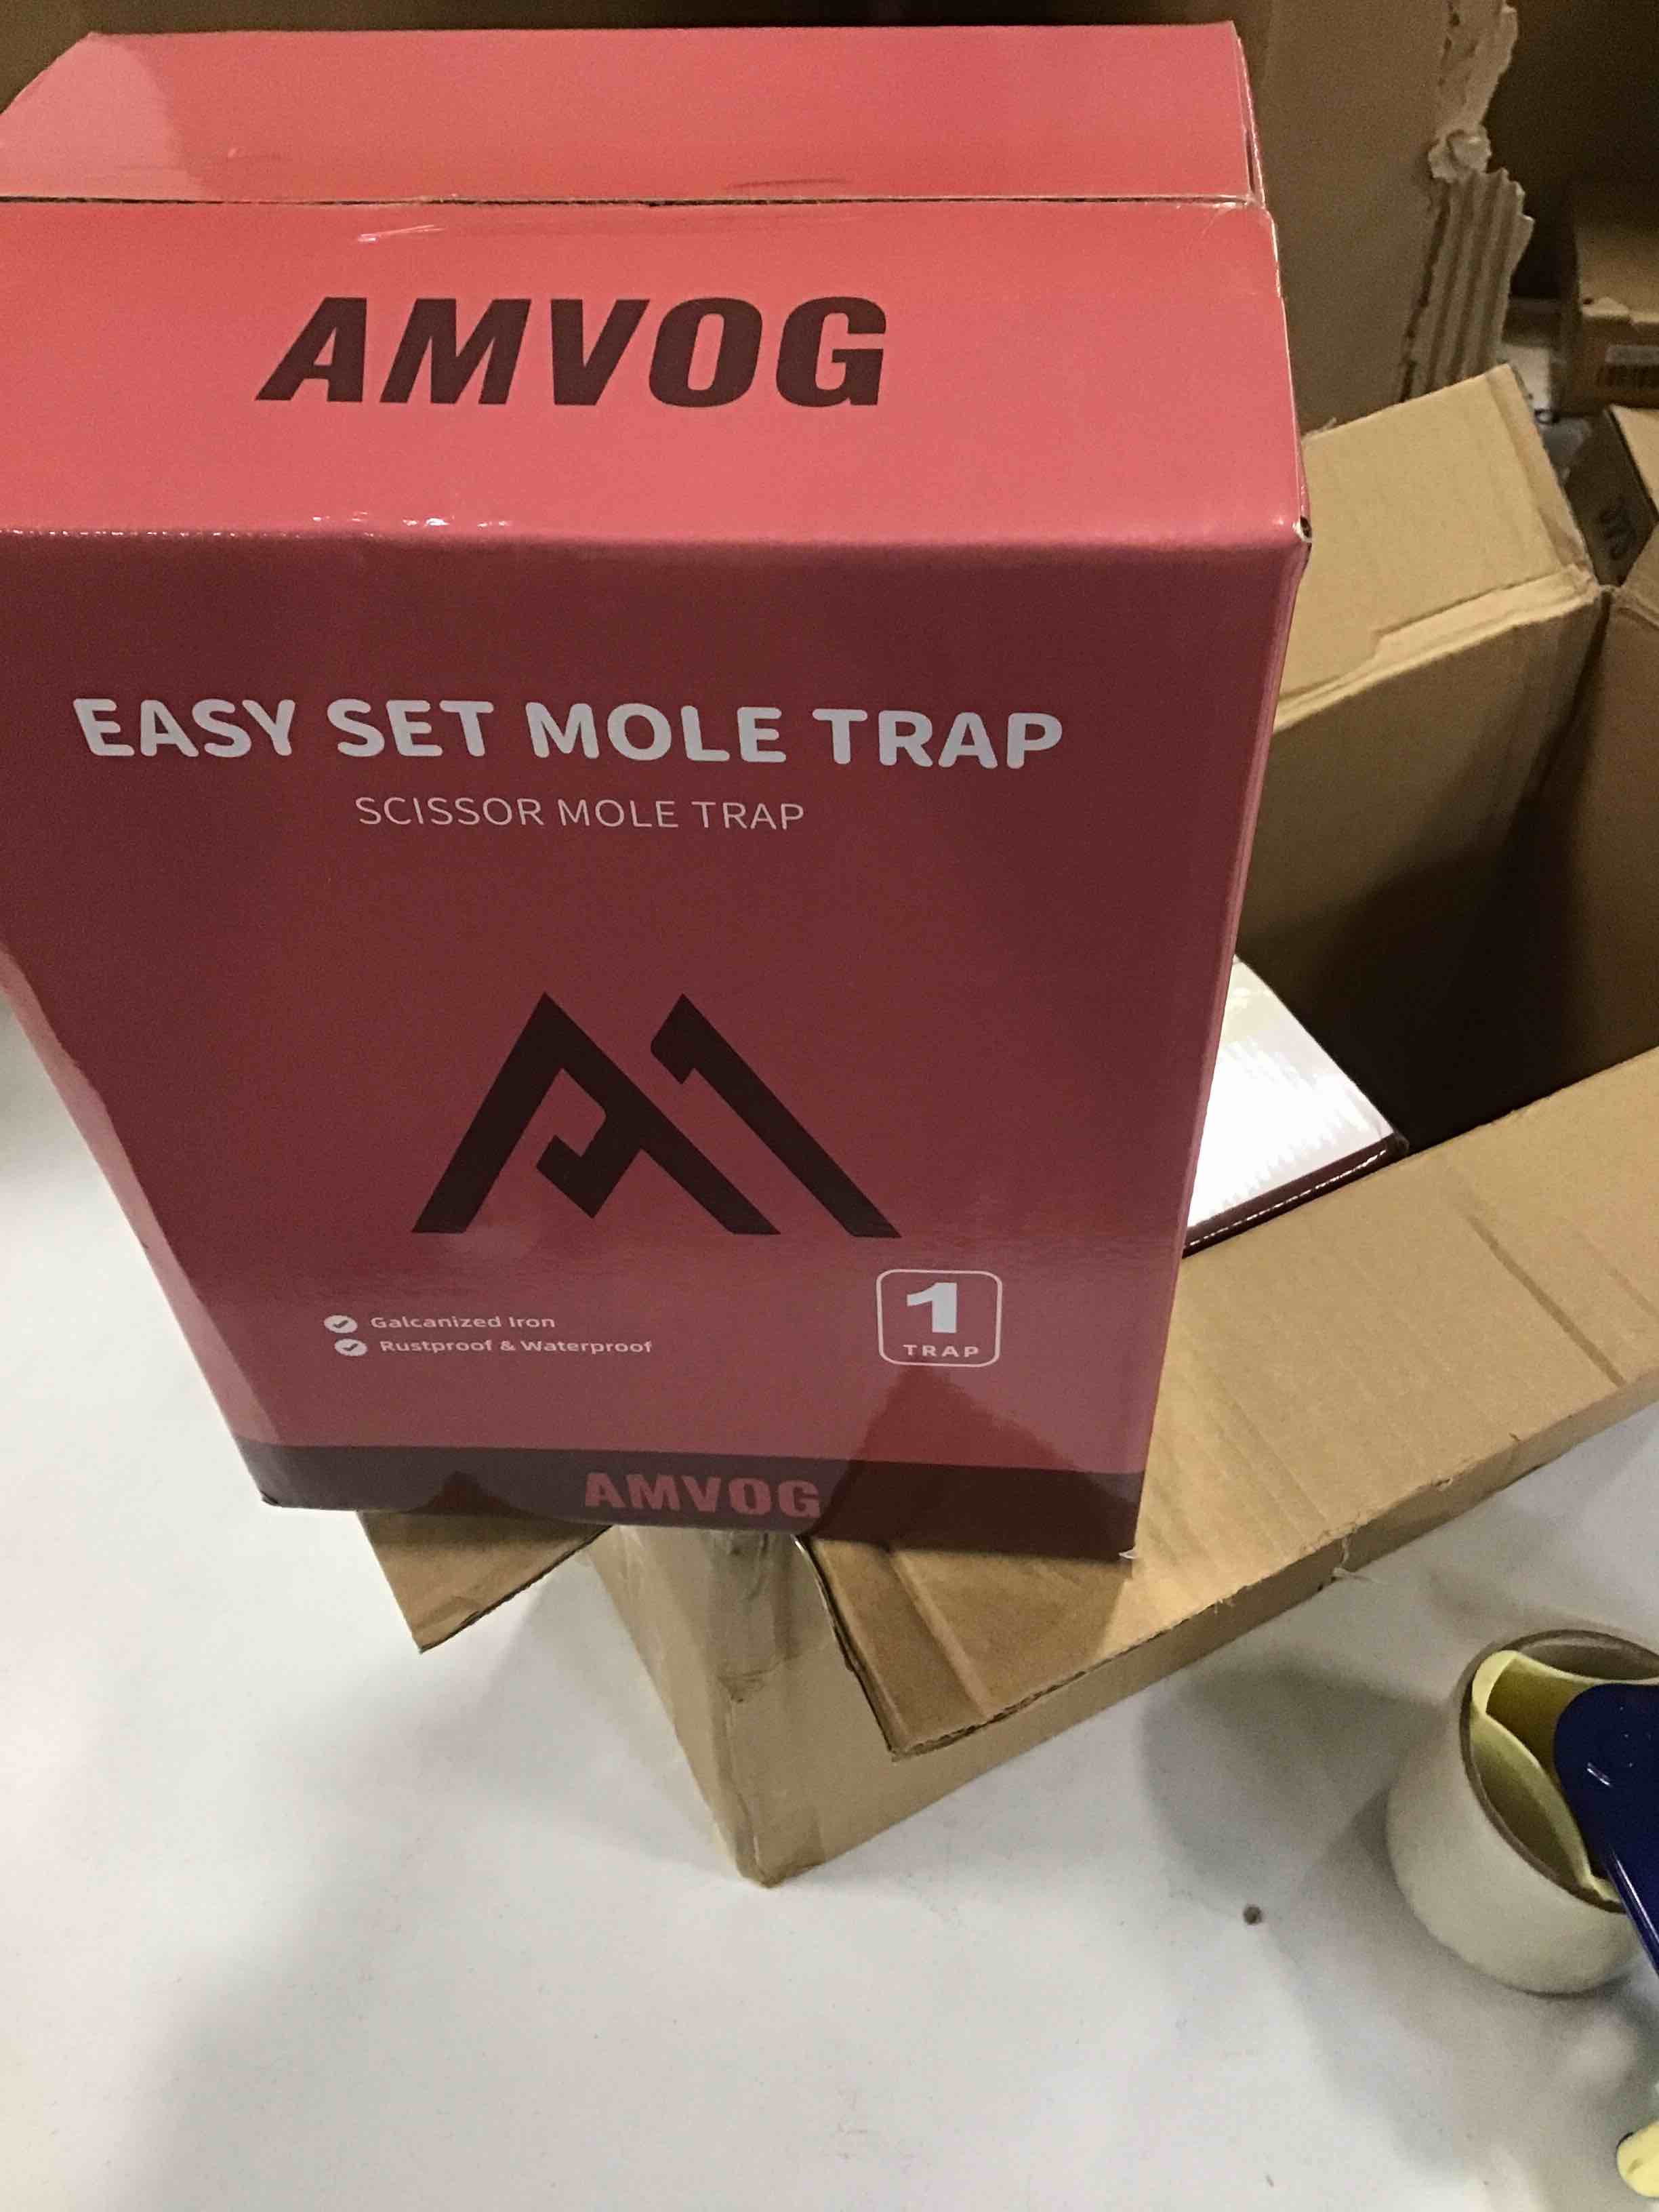 AMVOG
EASY SET MOLE TRAP
SCISSOR MOLE TRAP
Galcanized Iron
Rustproof & Waterproof
1
TRAP
AMVOG